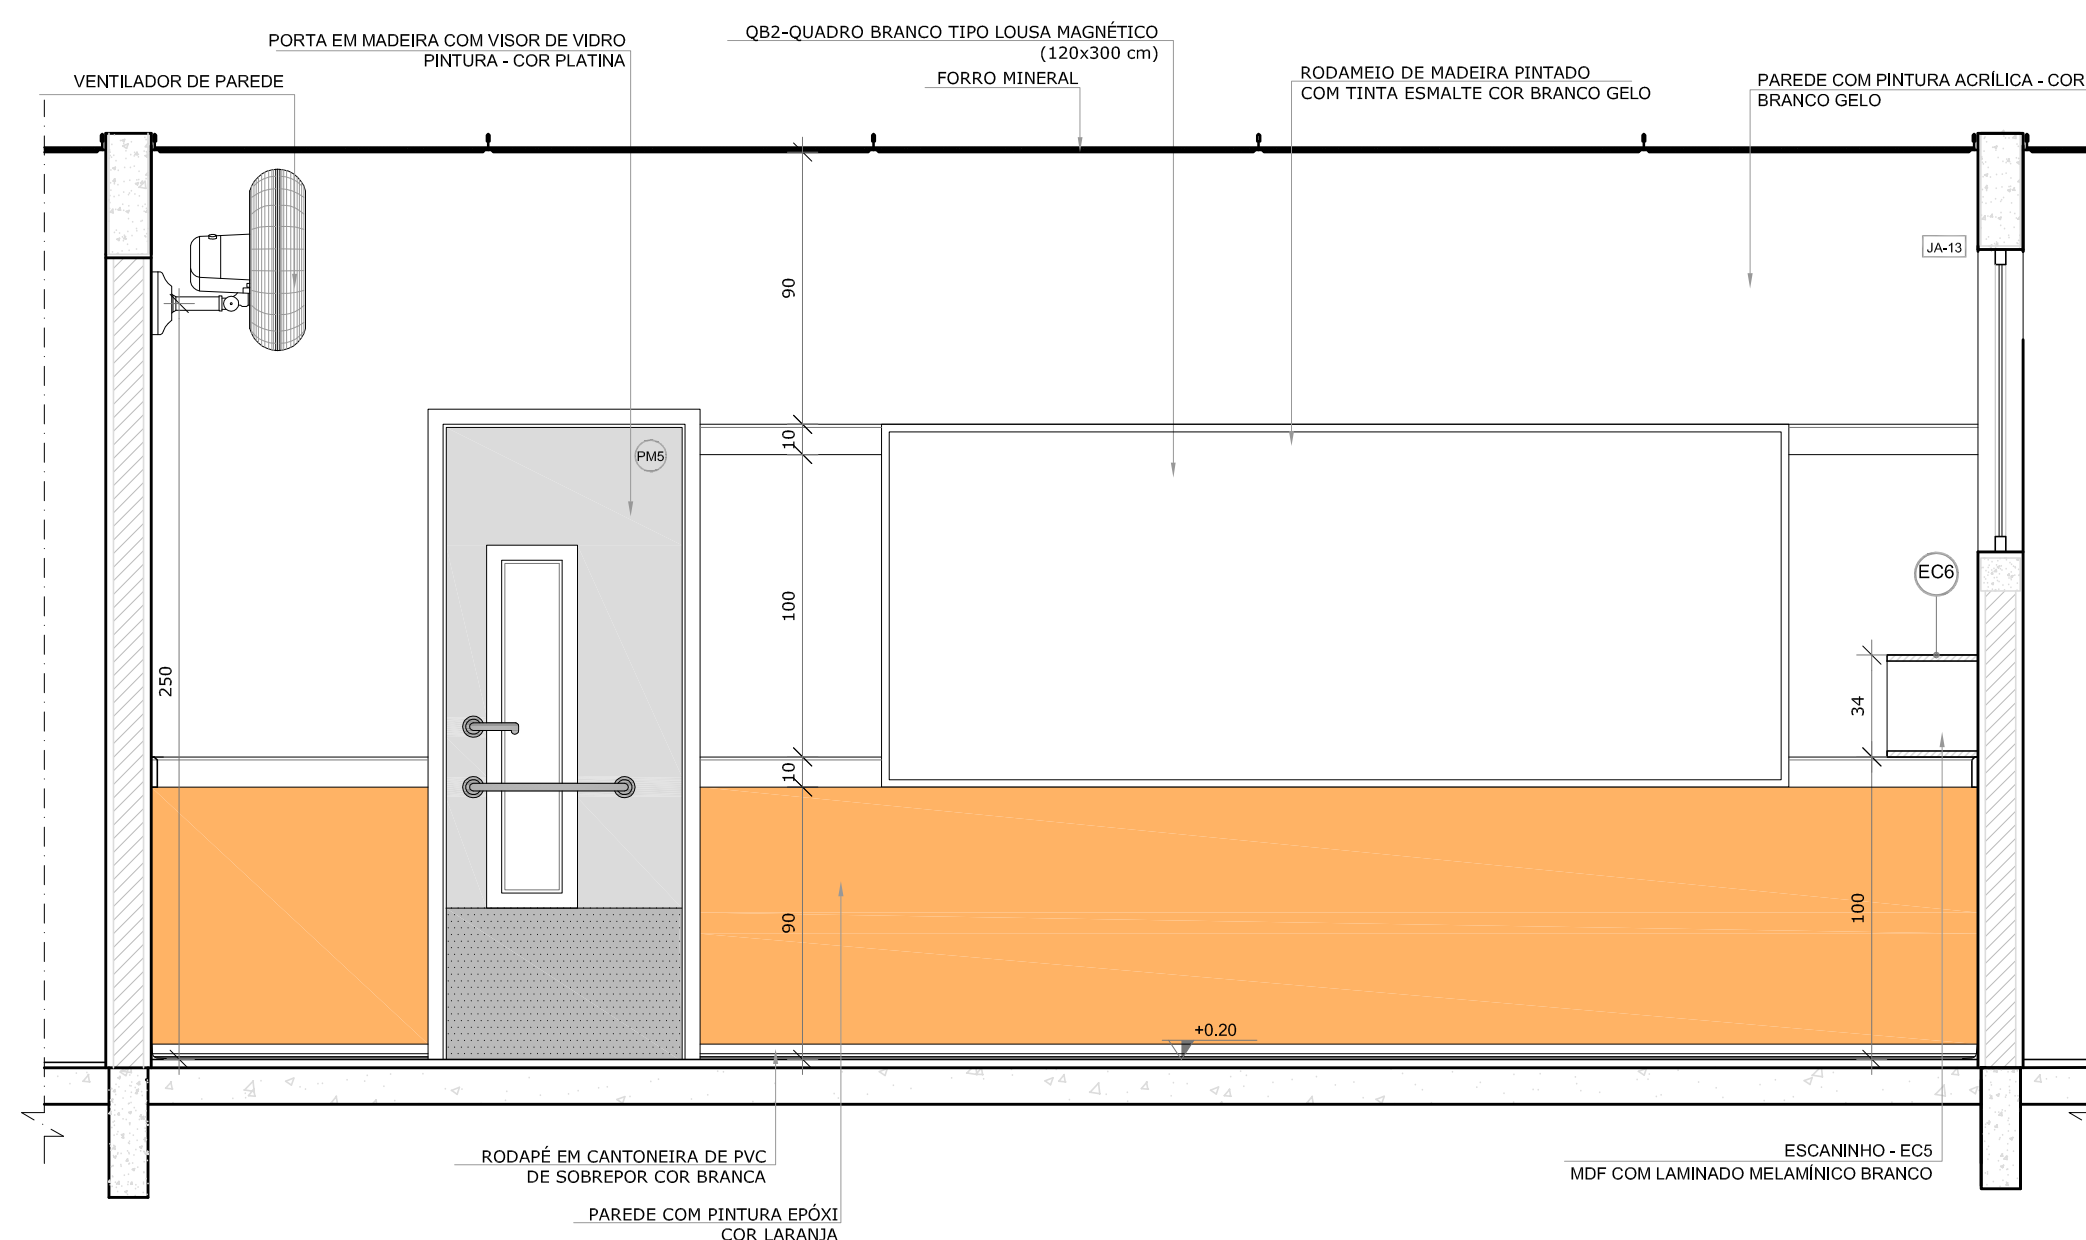 QB2-QUADRO BRANCO TIPO LOUSA MAGNÉTICO
(120x300 cm)
PORTA EM MADEIRA COM VISOR DE VIDRO
PINTURA - COR PLATINA
VENTILADOR DE PAREDE
FORRO MINERAL
RODAMEIO DE MADEIRA PINTADO
COM TINTA ESMALTE COR BRANCO GELO
PAREDE COM PINTURA ACRÍLICA - COR
BRANCO GELO
JA-13
90
10
PM5
EC6
100
250
34
10
100
90
+0.20
RODAPÉ EM CANTONEIRA DE PVC
DE SOBREPOR COR BRANCA
ESCANINHO - EC5
MDF COM LAMINADO MELAMÍNICO BRANCO
PAREDE COM PINTURA EPÓXI
COR LARANJA